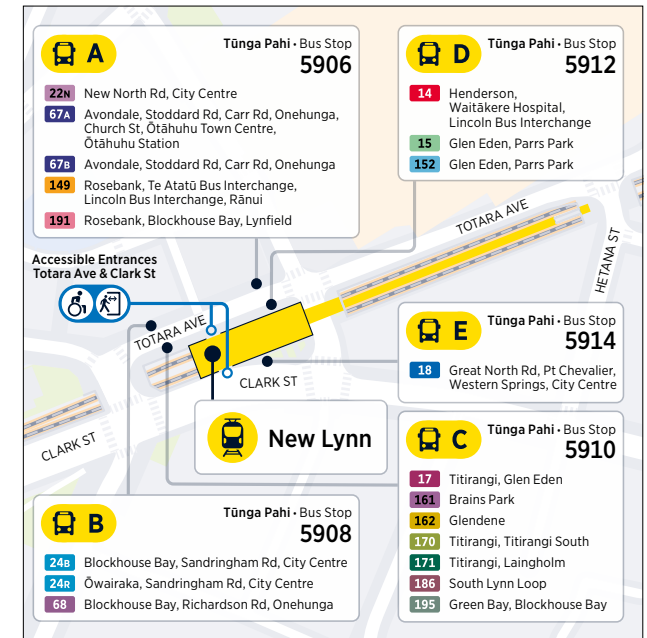 A
Tūnga Pahi • Bus Stop
5906
22N New North Rd, City Centre
67A Avondale, Stoddard Rd, Carr Rd, Onehunga,
Church St, Ōtāhuhu Town Centre,
Ōtāhuhu Station
67B Avondale, Stoddard Rd, Carr Rd, Onehunga
149 Rosebank, Te Atatū Bus Interchange,
Lincoln Bus Interchange, Rānui
191 Rosebank, Blockhouse Bay, Lynfield
D
Tūnga Pahi • Bus Stop
5912
14 Henderson,
Waitākere Hospital,
Lincoln Bus Interchange
15 Glen Eden, Parrs Park
152 Glen Eden, Parrs Park
TOTARA AVE
HETANA ST
Accessible Entrances
Totara Ave & Clark St
TOTARA AVE
CLARK ST
CLARK ST
New Lynn
E
Tūnga Pahi • Bus Stop
5914
18 Great North Rd, Pt Chevalier,
Western Springs, City Centre
B
Tūnga Pahi • Bus Stop
5908
24B Blockhouse Bay, Sandringham Rd, City Centre
24R Ōwairaka, Sandringham Rd, City Centre
68 Blockhouse Bay, Richardson Rd, Onehunga
C
Tūnga Pahi • Bus Stop
5910
17 Titirangi, Glen Eden
161 Brains Park
162 Glendene
170 Titirangi, Titirangi South
171 Titirangi, Laingholm
186 South Lynn Loop
195 Green Bay, Blockhouse Bay